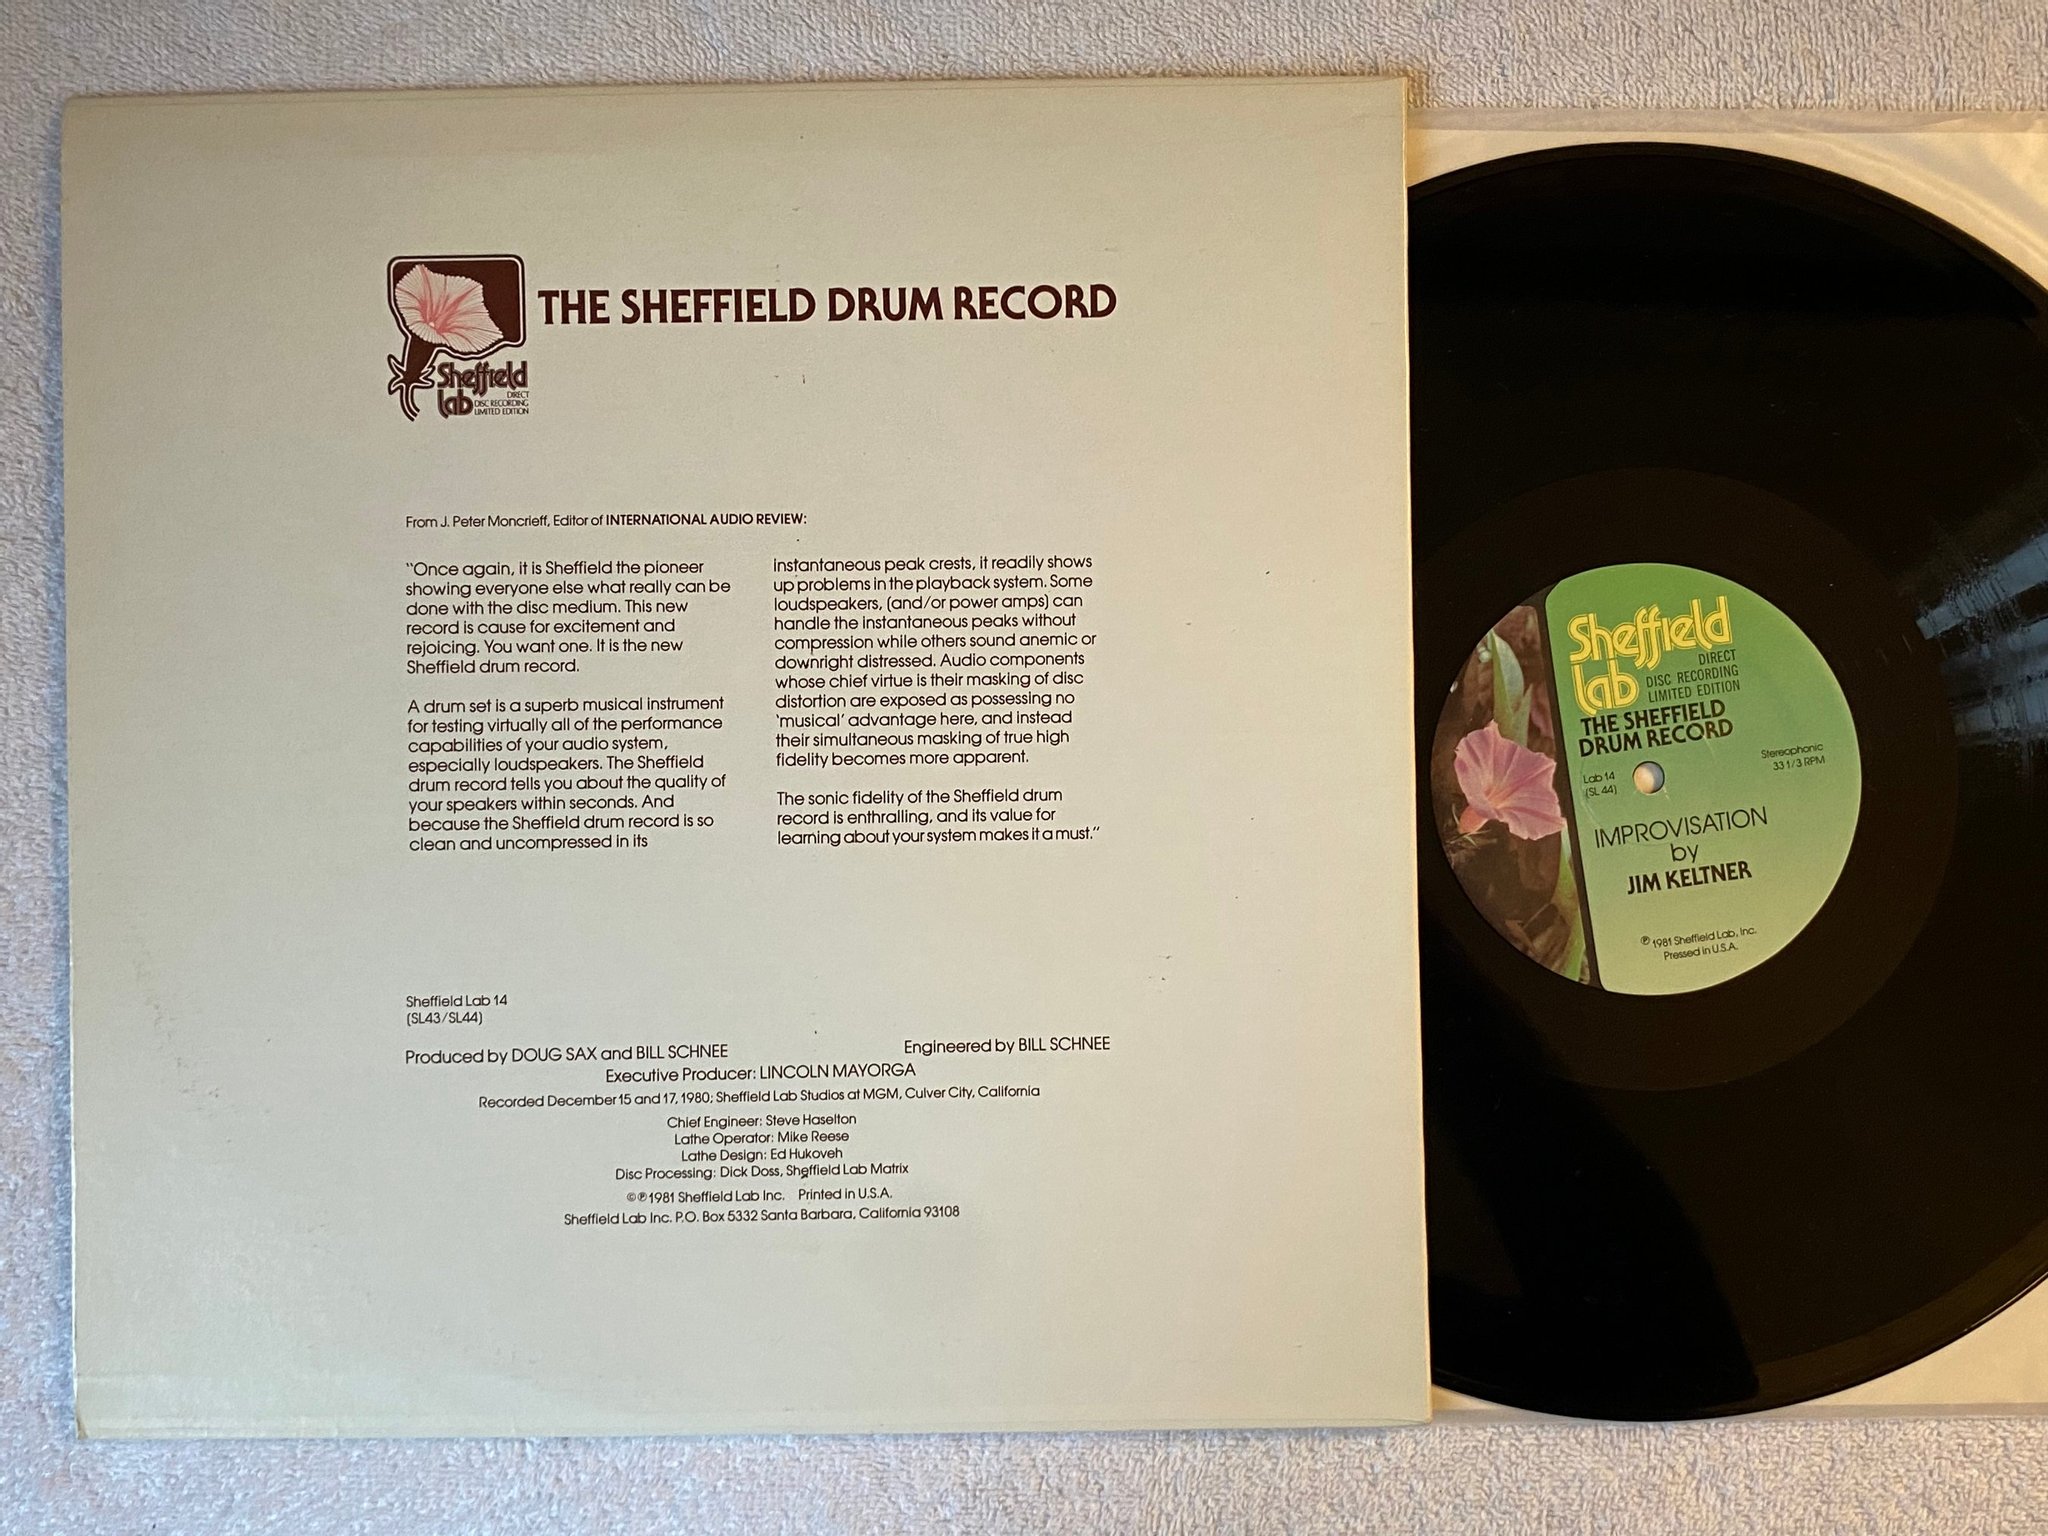 THE SHEFFIELD DRUM RECORD
Sheffield
lab
DIRECT
DISC RECORDING
LIMITED EDITION
From J. Peter Moncrieff, Editor of INTERNATIONAL AUDIO REVIEW:
"Once again, it is Sheffield the pioneer
showing everyone else what really can be
done with the disc medium. This new
record is cause for excitement and
rejoicing. You want one. It is the new
Sheffield drum record.
A drum set is a superb musical instrument
for testing virtually all of the performance
capabilities of your audio system,
especially loudspeakers. The Sheffield
drum record tells you about the quality of
your speakers within seconds. And
because the Sheffield drum record is so
clean and uncompressed in its
instantaneous peak crests, it readily shows
up problems in the playback system. Some
loudspeakers, (and/or power amps) can
handle the instantaneous peaks without
compression while others sound anemic or
downright distressed. Audio components
whose chief virtue is their masking of disc
distortion are exposed as possessing no
'musical' advantage here, and instead
their simultaneous masking of true high
fidelity becomes more apparent.
The sonic fidelity of the Sheffield drum
record is enthralling, and its value for
learning about your system makes it a must."
Sheffield Lab 14
(SL43/SL44)
Produced by DOUG SAX and BILL SCHNEE
Engineered by BILL SCHNEE
Executive Producer: LINCOLN MAYORGA
Recorded December 15 and 17, 1980; Sheffield Lab Studios at MGM, Culver City, California
Chief Engineer: Steve Haselton
Lathe Operator: Mike Reese
Lathe Design: Ed Hukoveh
Disc Processing: Dick Doss, Sheffield Lab Matrix
©℗1981 Sheffield Lab Inc. Printed in U.S.A.
Sheffield Lab Inc. P.O. Box 5332 Santa Barbara, California 93108
Sheffield
lab
DIRECT
DISC RECORDING
LIMITED EDITION
THE SHEFFIELD
DRUM RECORD
Lab 14
(SL 44)
Stereophonic
33 1/3 RPM
IMPROVISATION
by
JIM KELTNER
℗ 1981 Sheffield Lab, Inc.
Pressed in U.S.A.